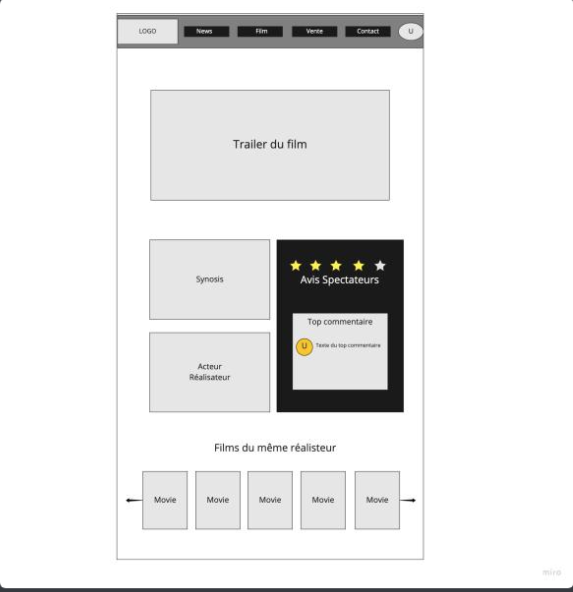 LOGO
News
Film
Vente
Contact
U
Trailer du film
Synosis
Avis Spectateurs
Top commentaire
U
Texte du top commentaire
Acteur
Réalisateur
Films du même réalisteur
Movie
Movie
Movie
Movie
Movie
miro